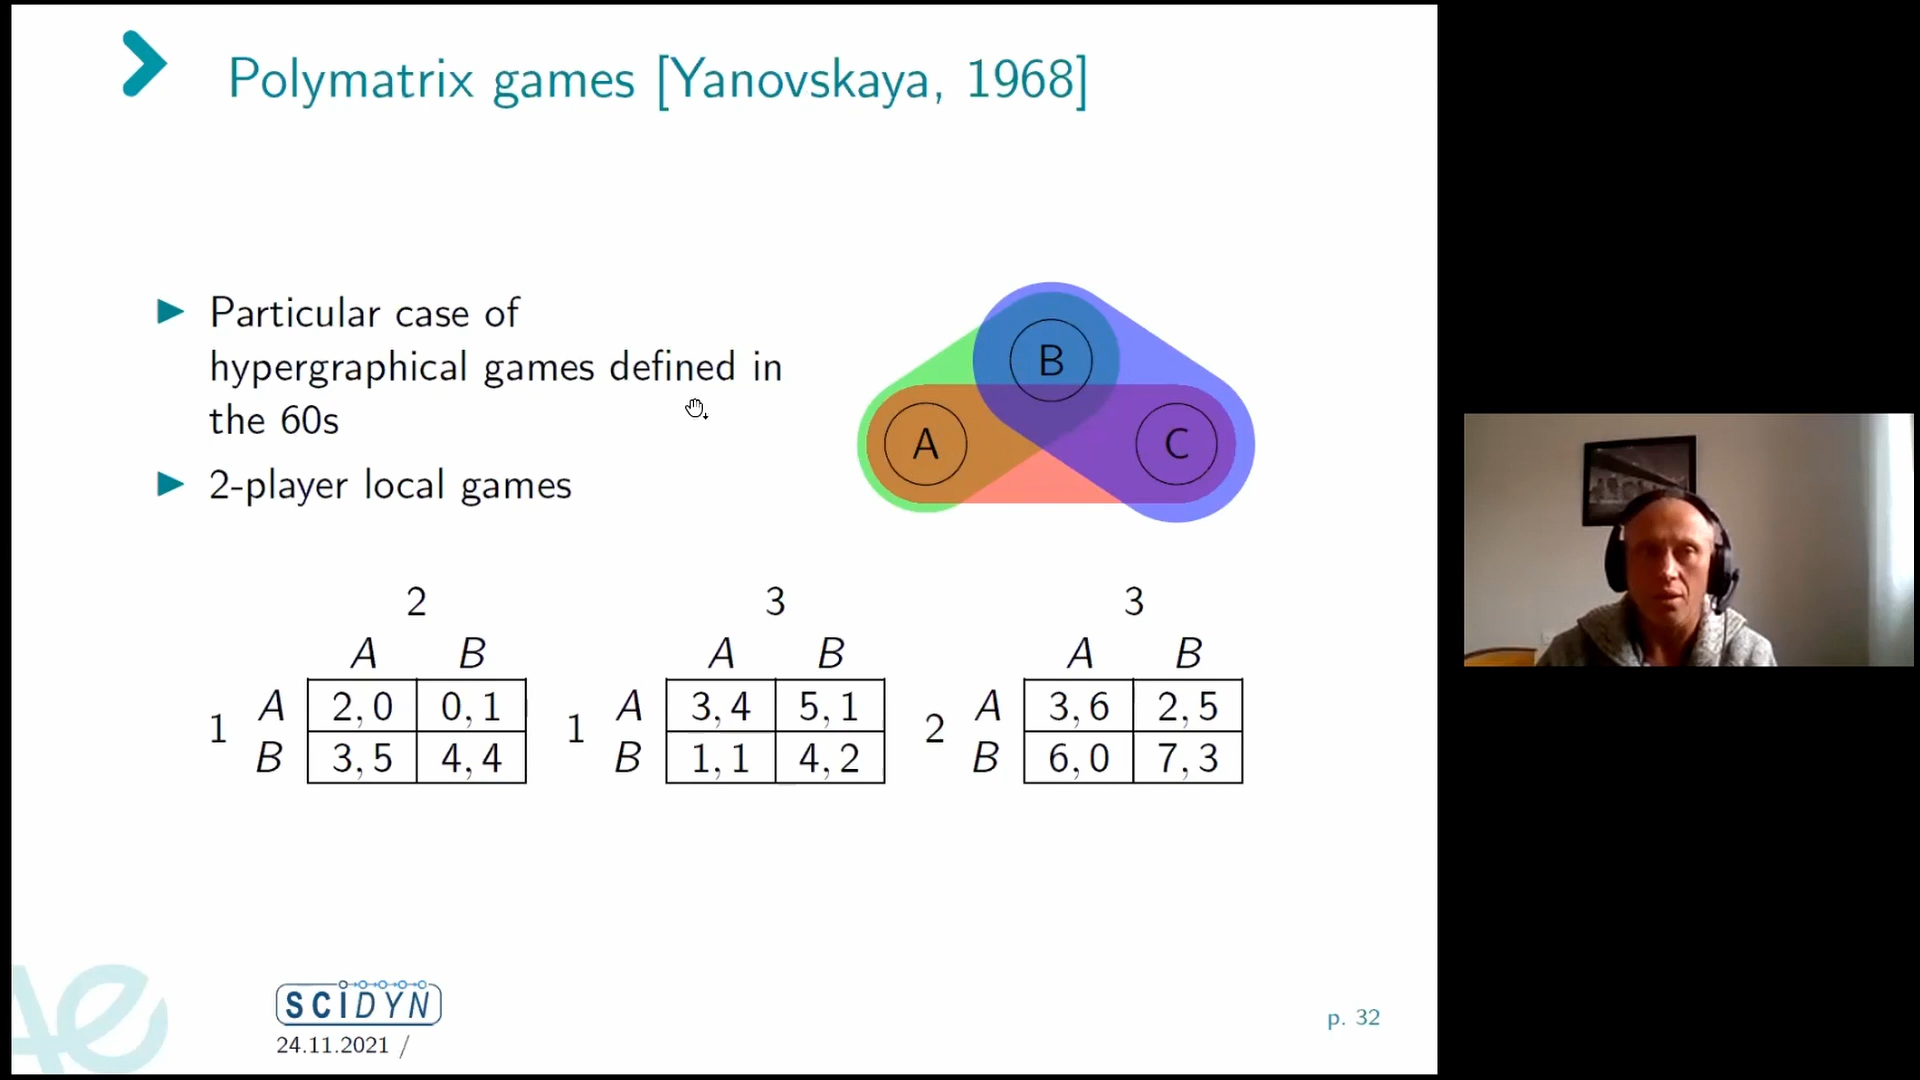 Polymatrix games [Yanovskaya, 1968]
Particular case of
hypergraphical games defined in
the 60s
2-player local games
B
A
C
2
A B
1 A 2, 0 0, 1
B 3, 5 4, 4
3
A B
1 A 3, 4 5, 1
B 1, 1 4, 2
3
A B
2 A 3, 6 2, 5
B 6, 0 7, 3
SCIDYN
24.11.2021 /
p. 32